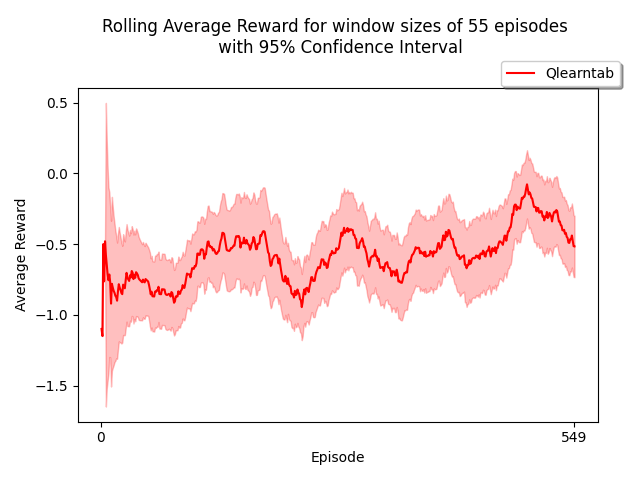 Rolling Average Reward for window sizes of 55 episodes
with 95% Confidence Interval
Qlearntab
0.5
0.0
−0.5
−1.0
−1.5
Average Reward
0
549
Episode